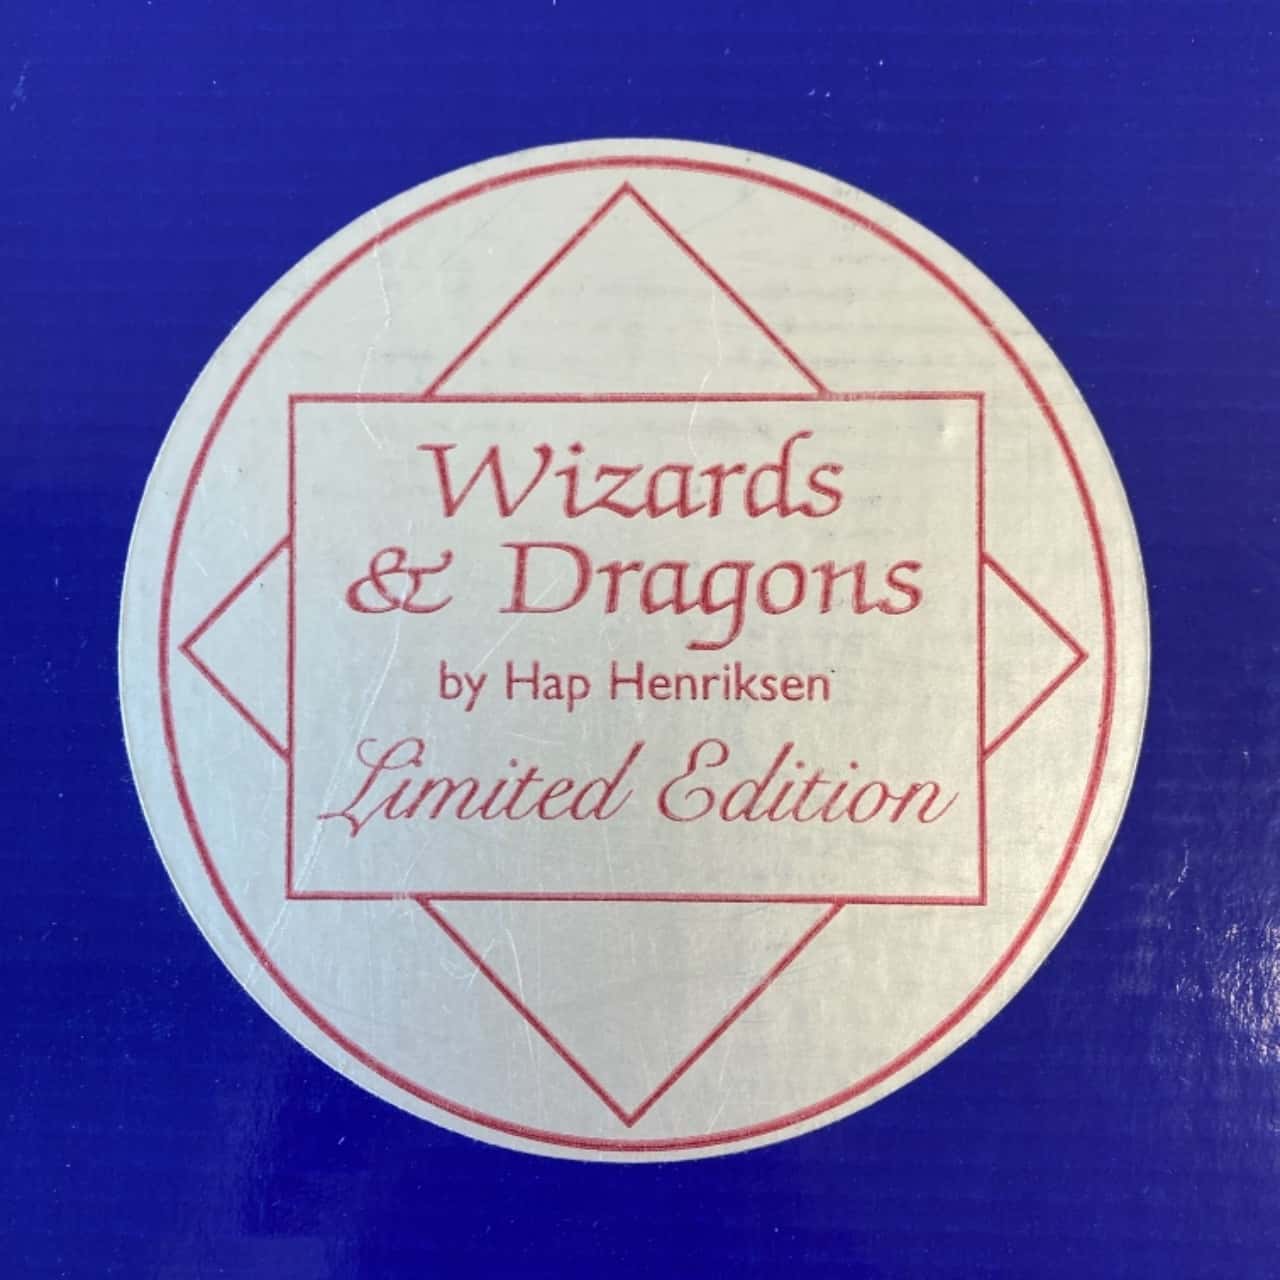 Wizards
& Dragons
by Hap Henriksen
Limited Edition